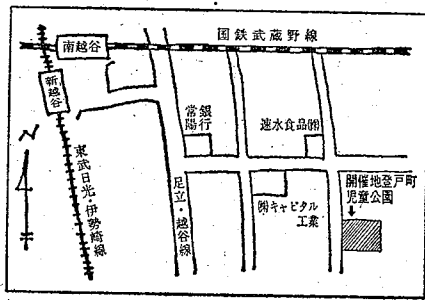 国鉄武蔵野線
南越谷
新越谷
常陽
銀行
速水食品㈱
N
東武日光・伊勢崎線
足立・越谷線
㈱キャピタル
工業
開催地登戸町
児童公園